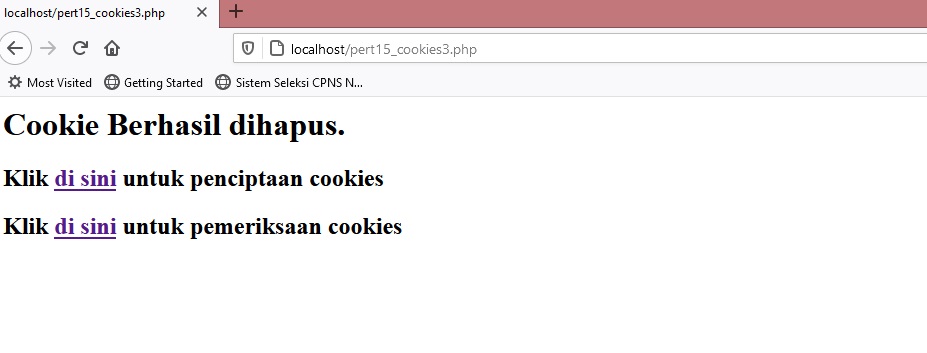 localhost/pert15_cookies3.php
localhost/pert15_cookies3.php
Most Visited Getting Started Sistem Seleksi CPNS N...
Cookie Berhasil dihapus.
Klik di sini untuk penciptaan cookies
Klik di sini untuk pemeriksaan cookies